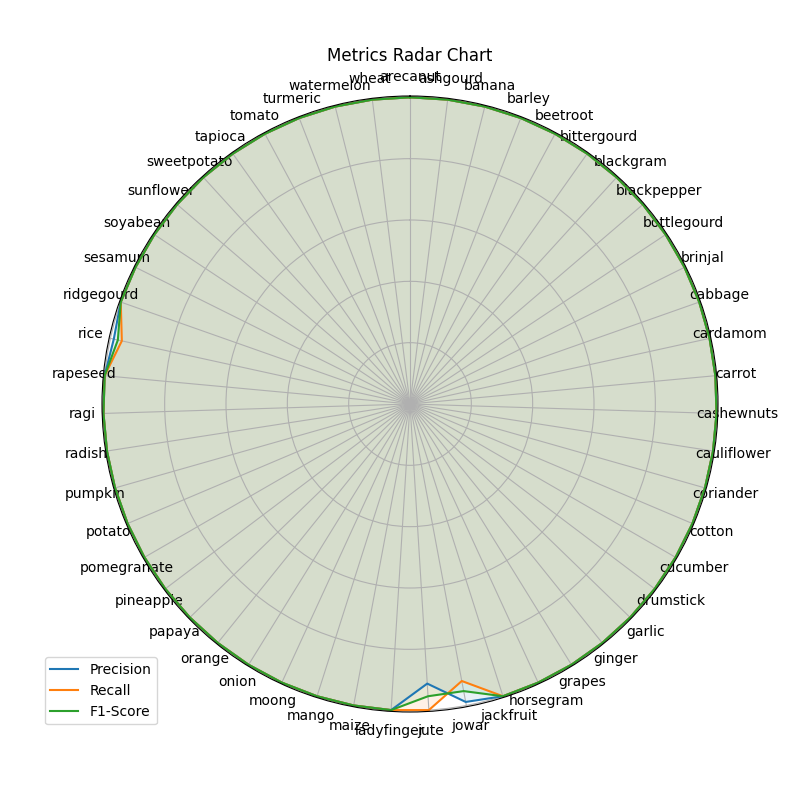 Metrics Radar Chart
arecanut
ashgourd
banana
barley
beetroot
bittergourd
blackgram
blackpepper
bottlegourd
brinjal
cabbage
cardamom
carrot
cashewnuts
cauliflower
coriander
cotton
cucumber
drumstick
garlic
ginger
grapes
horsegram
jackfruit
jowar
jute
ladyfinger
maize
mango
moong
onion
orange
papaya
pineapple
pomegranate
potato
pumpkin
radish
ragi
rapeseed
rice
ridgegourd
sesamum
soyabean
sunflower
sweetpotato
tapioca
tomato
turmeric
watermelon
wheat
Precision
Recall
F1-Score